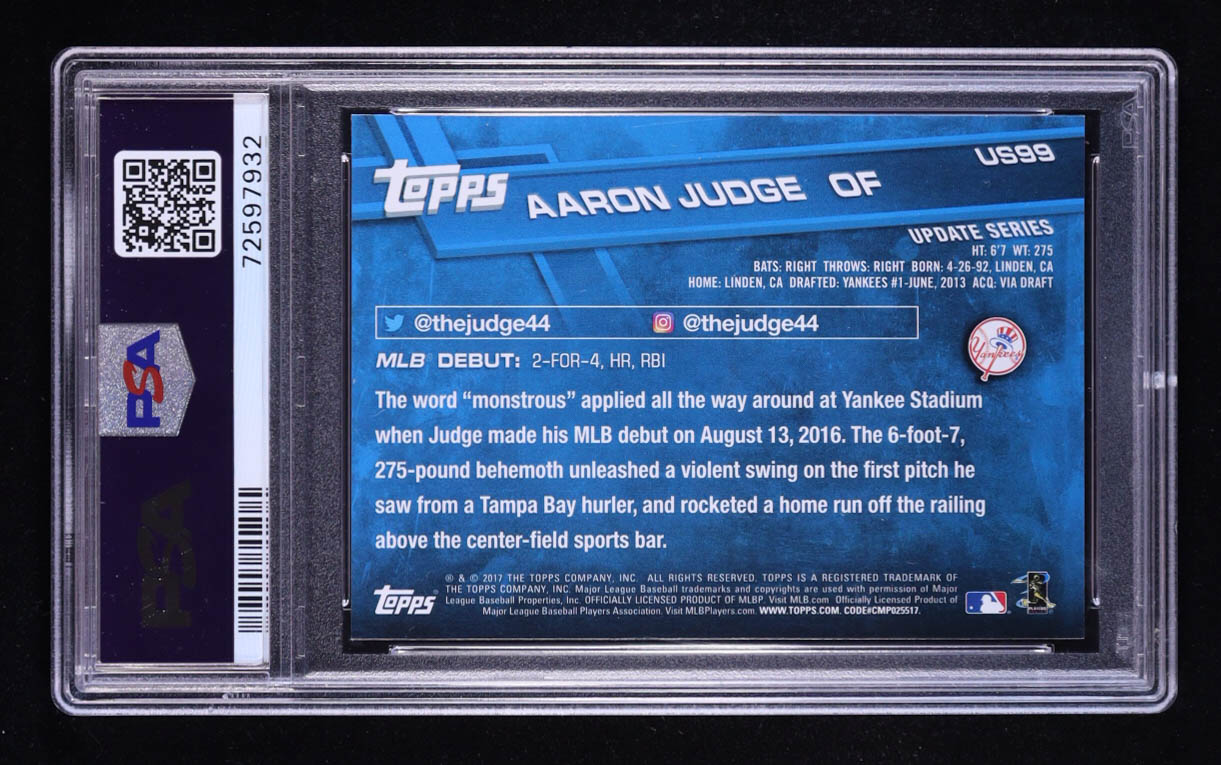 72597932
PSA
topps AARON JUDGE OF US99
UPDATE SERIES
HT: 6'7 WT: 275
BATS: RIGHT THROWS: RIGHT BORN: 4-26-92, LINDEN, CA
HOME: LINDEN, CA DRAFTED: YANKEES #1-JUNE, 2013 ACQ: VIA DRAFT
@thejudge44 @thejudge44
Yankees
MLB® DEBUT: 2-FOR-4, HR, RBI
The word “monstrous” applied all the way around at Yankee Stadium
when Judge made his MLB debut on August 13, 2016. The 6-foot-7,
275-pound behemoth unleashed a violent swing on the first pitch he
saw from a Tampa Bay hurler, and rocketed a home run off the railing
above the center-field sports bar.
topps
® & © 2017 THE TOPPS COMPANY, INC. ALL RIGHTS RESERVED. TOPPS IS A REGISTERED TRADEMARK OF
THE TOPPS COMPANY, INC. Major League Baseball trademarks and copyrights are used with permission of Major
League Baseball Properties, Inc. OFFICIALLY LICENSED PRODUCT OF MLBP. Visit MLB.com Officially Licensed Product of
Major League Baseball Players Association. Visit MLBPlayers.com. WWW.TOPPS.COM. CODE#CMP025517.
PLAYERS
PSA
PSA